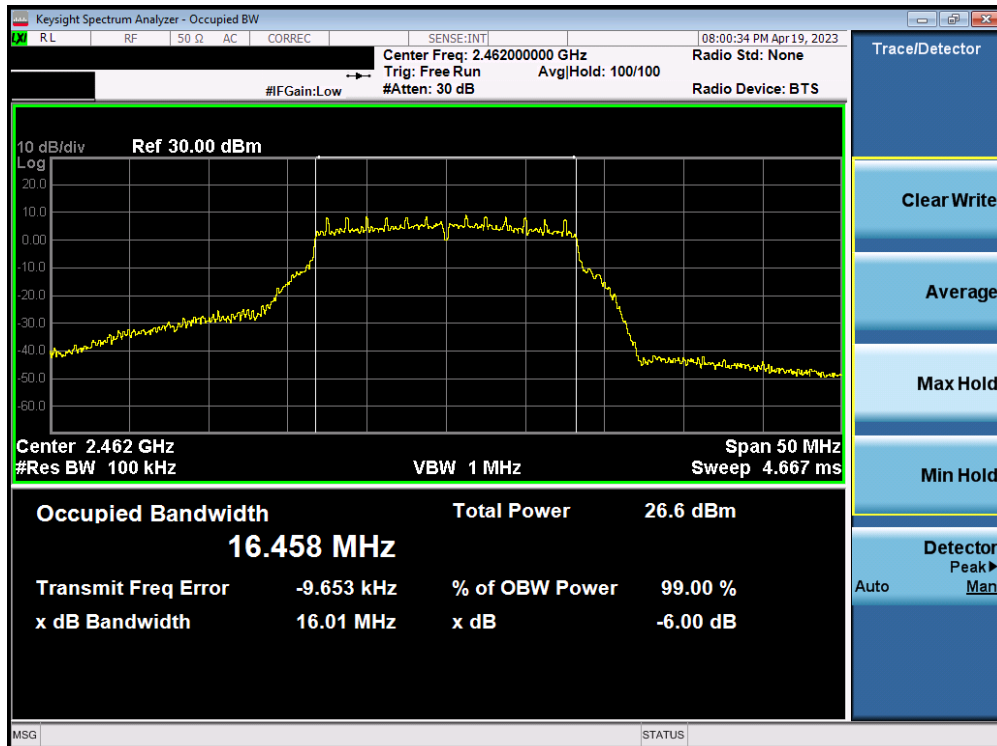 Keysight Spectrum Analyzer - Occupied BW
LXI RL RF 50 Ω AC CORREC SENSE:INT 08:00:34 PM Apr 19, 2023
Center Freq: 2.462000000 GHz Radio Std: None
Trig: Free Run Avg|Hold: 100/100
#IFGain:Low #Atten: 30 dB Radio Device: BTS
10 dB/div Ref 30.00 dBm
Log
20.0
10.0
0.00
-10.0
-20.0
-30.0
-40.0
-50.0
-60.0
Center 2.462 GHz Span 50 MHz
#Res BW 100 kHz VBW 1 MHz Sweep 4.667 ms
Occupied Bandwidth Total Power 26.6 dBm
16.458 MHz
Transmit Freq Error -9.653 kHz % of OBW Power 99.00 %
x dB Bandwidth 16.01 MHz x dB -6.00 dB
MSG STATUS
Trace/Detector
Clear Write
Average
Max Hold
Min Hold
Detector
Peak▶
Auto Man